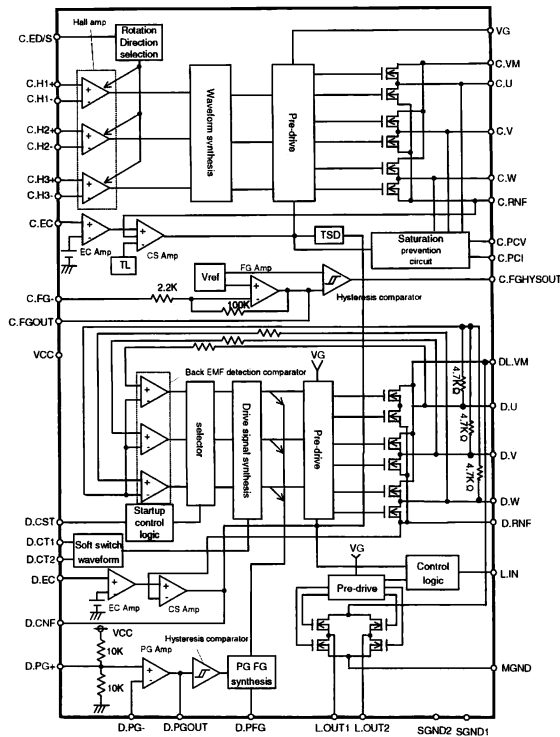 Hall amp
Rotation
Direction
selection
C.ED/S
VG
C.VM
C.U
C.H1+
C.H1-
Waveform synthesis
Pre-drive
C.H2+
C.H2-
C.V
C.H3+
C.H3-
C.W
C.RNF
C.EC
EC Amp
TL
CS Amp
TSD
Saturation
prevention
circuit
C.PCV
C.PCI
Vref
FG Amp
C.FGHYSOUT
Hysteresis comparator
C.FG-
2.2K
100K
C.FGOUT
VCC
VG
DL.VM
Back EMF detection comparator
4.7KΩ
4.7KΩ
4.7KΩ
D.U
selector
Drive signal synthesis
Pre-drive
D.V
D.W
D.CST
Startup
control
logic
D.RNF
D.CT1
D.CT2
Soft switch
waveform
VG
D.EC
Pre-drive
Control
logic
L.IN
EC Amp
CS Amp
D.CNF
VCC
Hysteresis comparator
10K
PG Amp
D.PG+
10K
PG FG
synthesis
MGND
D.PG-
D.PGOUT
D.PFG
L.OUT1
L.OUT2
SGND2
SGND1